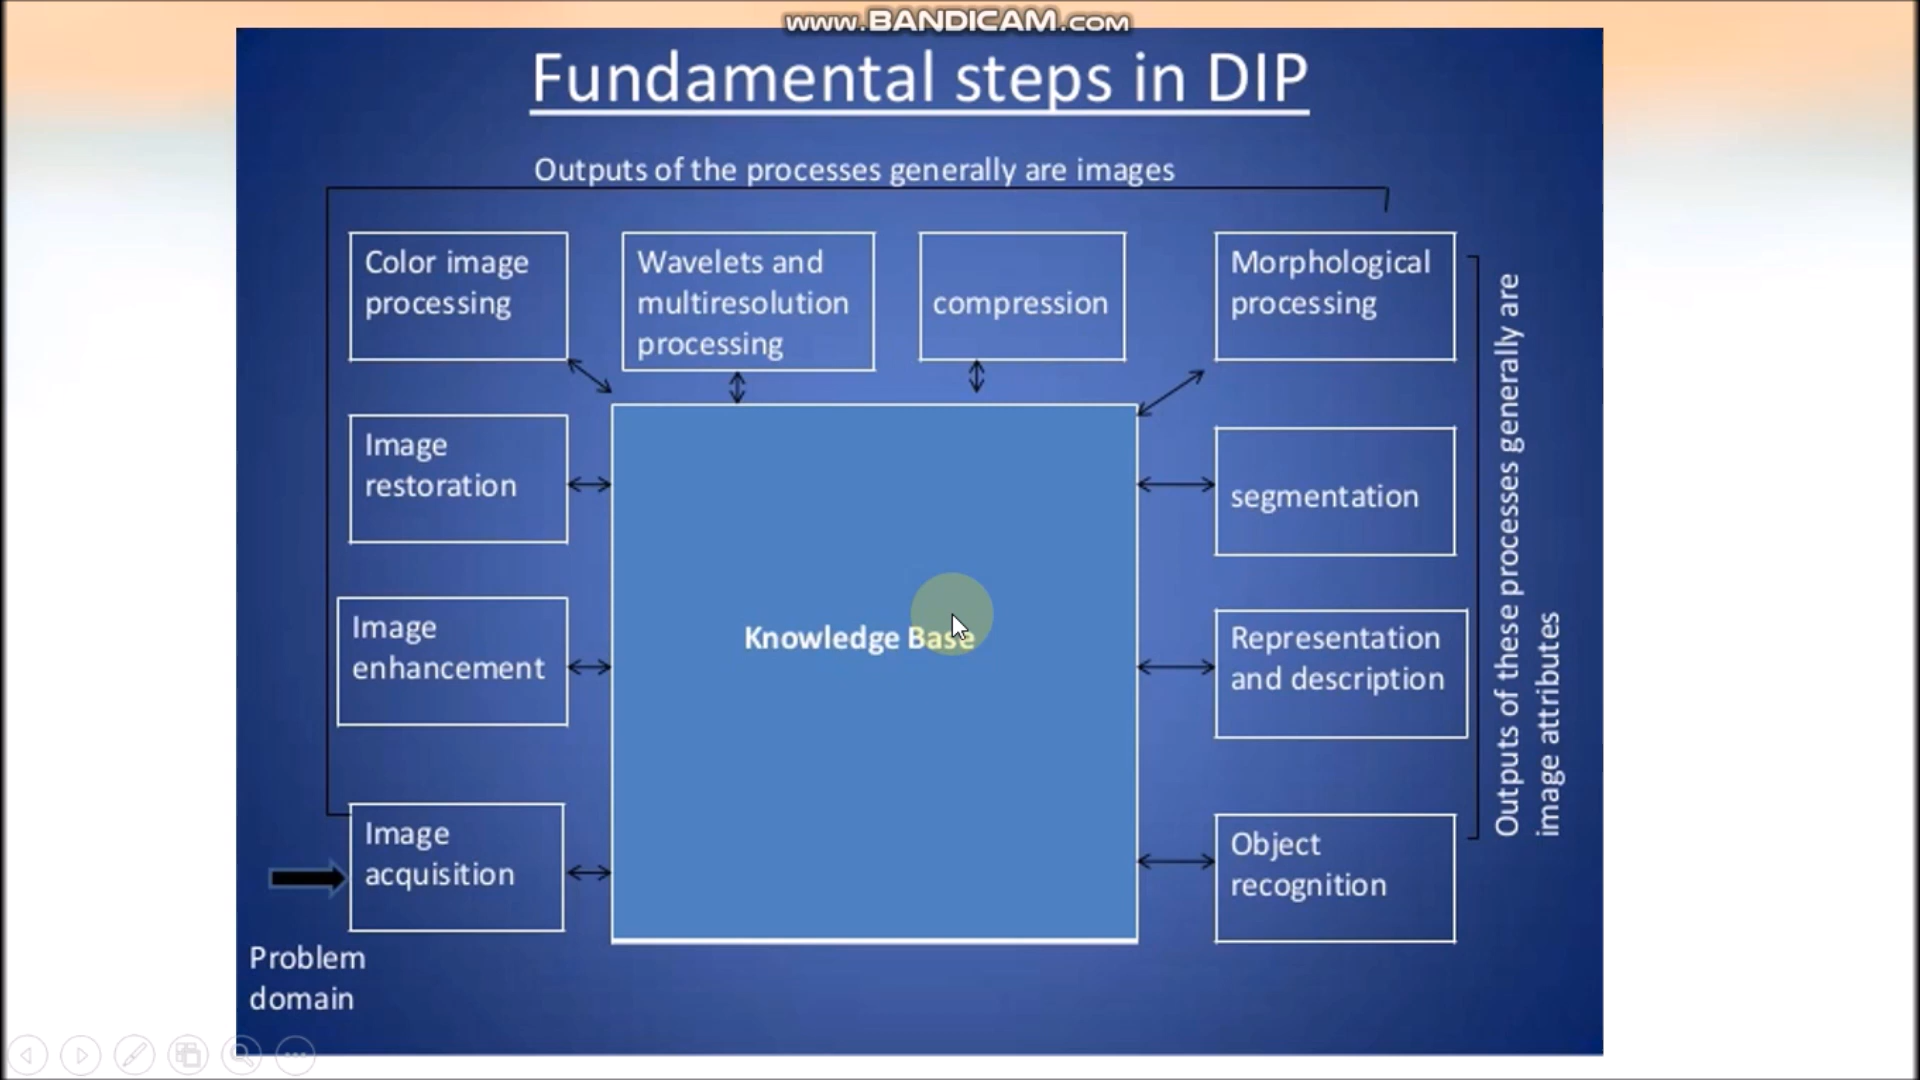 www.BANDICAM.com
Fundamental steps in DIP
Outputs of the processes generally are images
Color image
processing
Wavelets and
multiresolution
processing
compression
Morphological
processing
Image
restoration
segmentation
Image
enhancement
Knowledge Base
Representation
and description
Image
acquisition
Object
recognition
Problem
domain
Outputs of these processes generally are
image attributes